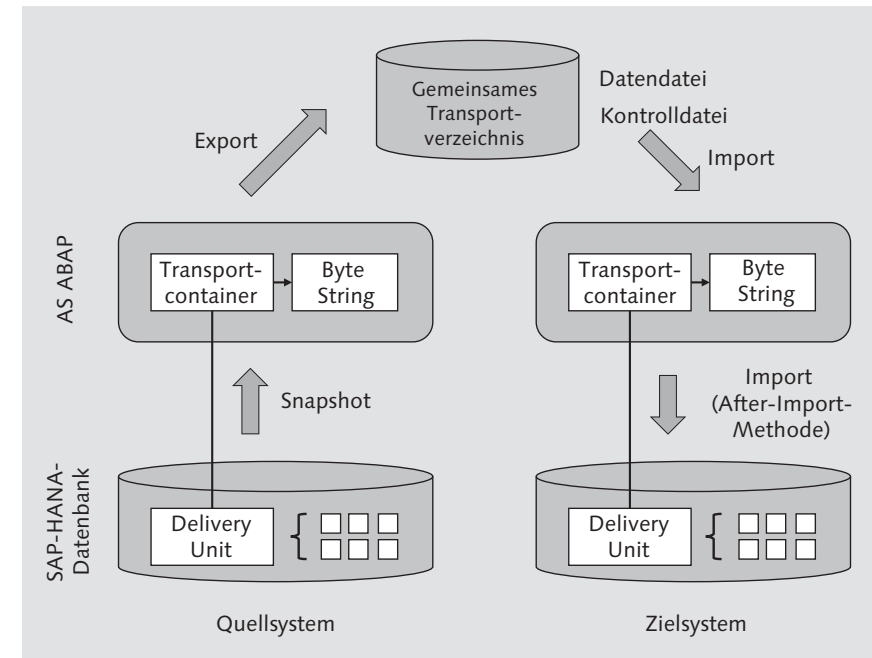 Gemeinsames
Transport-
verzeichnis
Datendatei
Kontrolldatei
Export
Import
AS ABAP
Transport-
container
Byte
String
Transport-
container
Byte
String
Snapshot
Import
(After-Import-
Methode)
SAP-HANA-
Datenbank
Delivery
Unit
Delivery
Unit
Quellsystem
Zielsystem